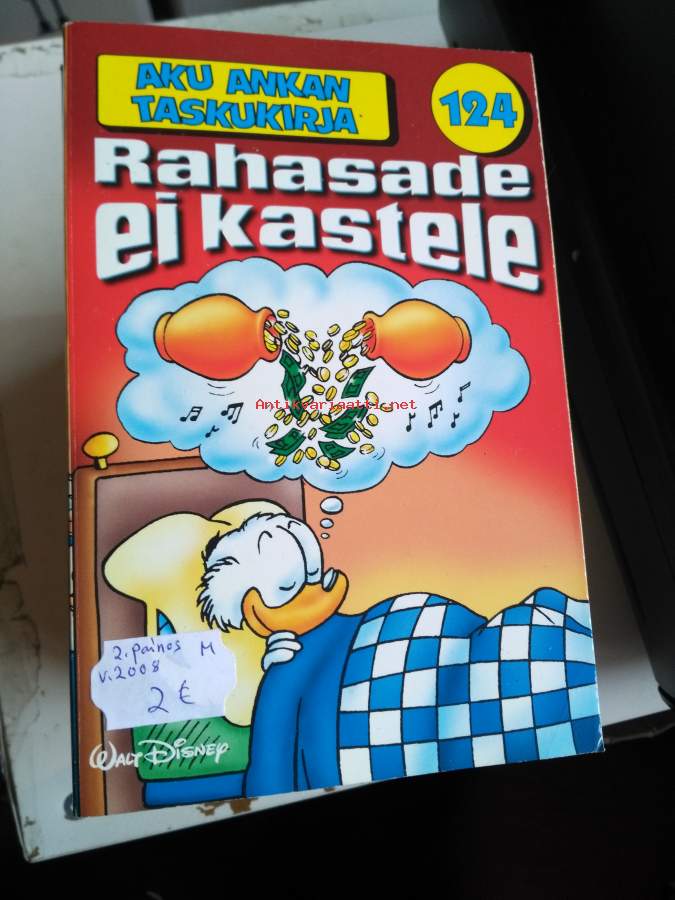 AKU ANKAN
TASKUKIRJA
124
Rahasade
ei kastele
Antikvariaatti.net
2. painos M
v. 2008
2 €
WALT DISNEY